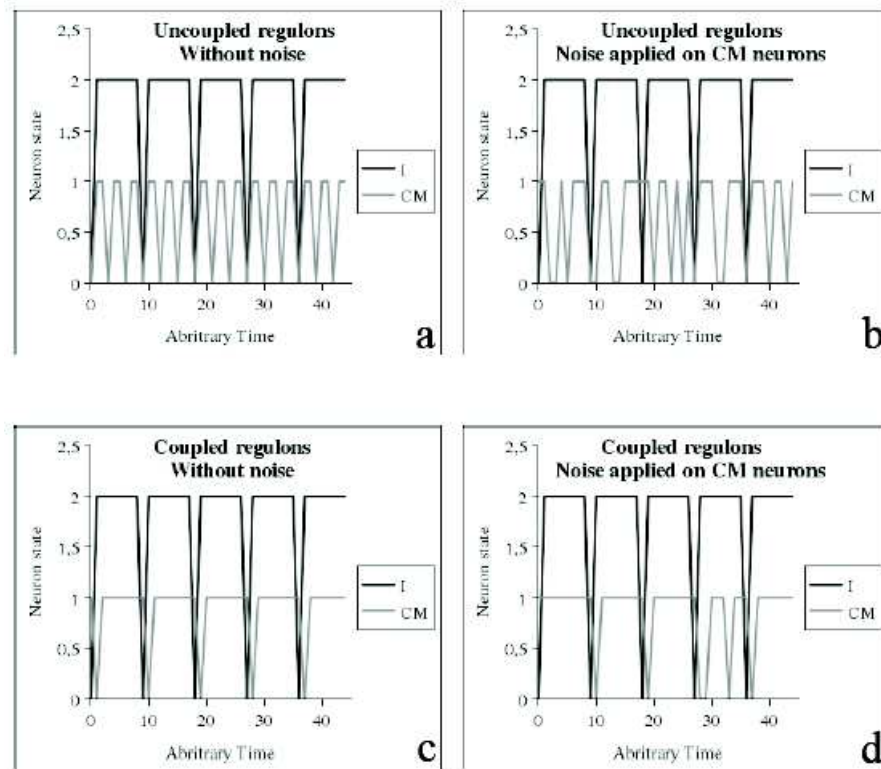 Uncoupled regulons
Without noise
2,5
2
1,5
1
0,5
0
Neuron state
0
10
20
30
40
Abritrary Time
I
CM
a
Uncoupled regulons
Noise applied on CM neurons
2,5
2
1,5
1
0,5
0
Neuron state
0
10
20
30
40
Abritrary Time
I
CM
b
Coupled regulons
Without noise
2,5
2
1,5
1
0,5
0
Neuron state
0
10
20
30
40
Abritrary Time
I
CM
c
Coupled regulons
Noise applied on CM neurons
2,5
2
1,5
1
0,5
0
Neuron state
0
10
20
30
40
Abritrary Time
I
CM
d